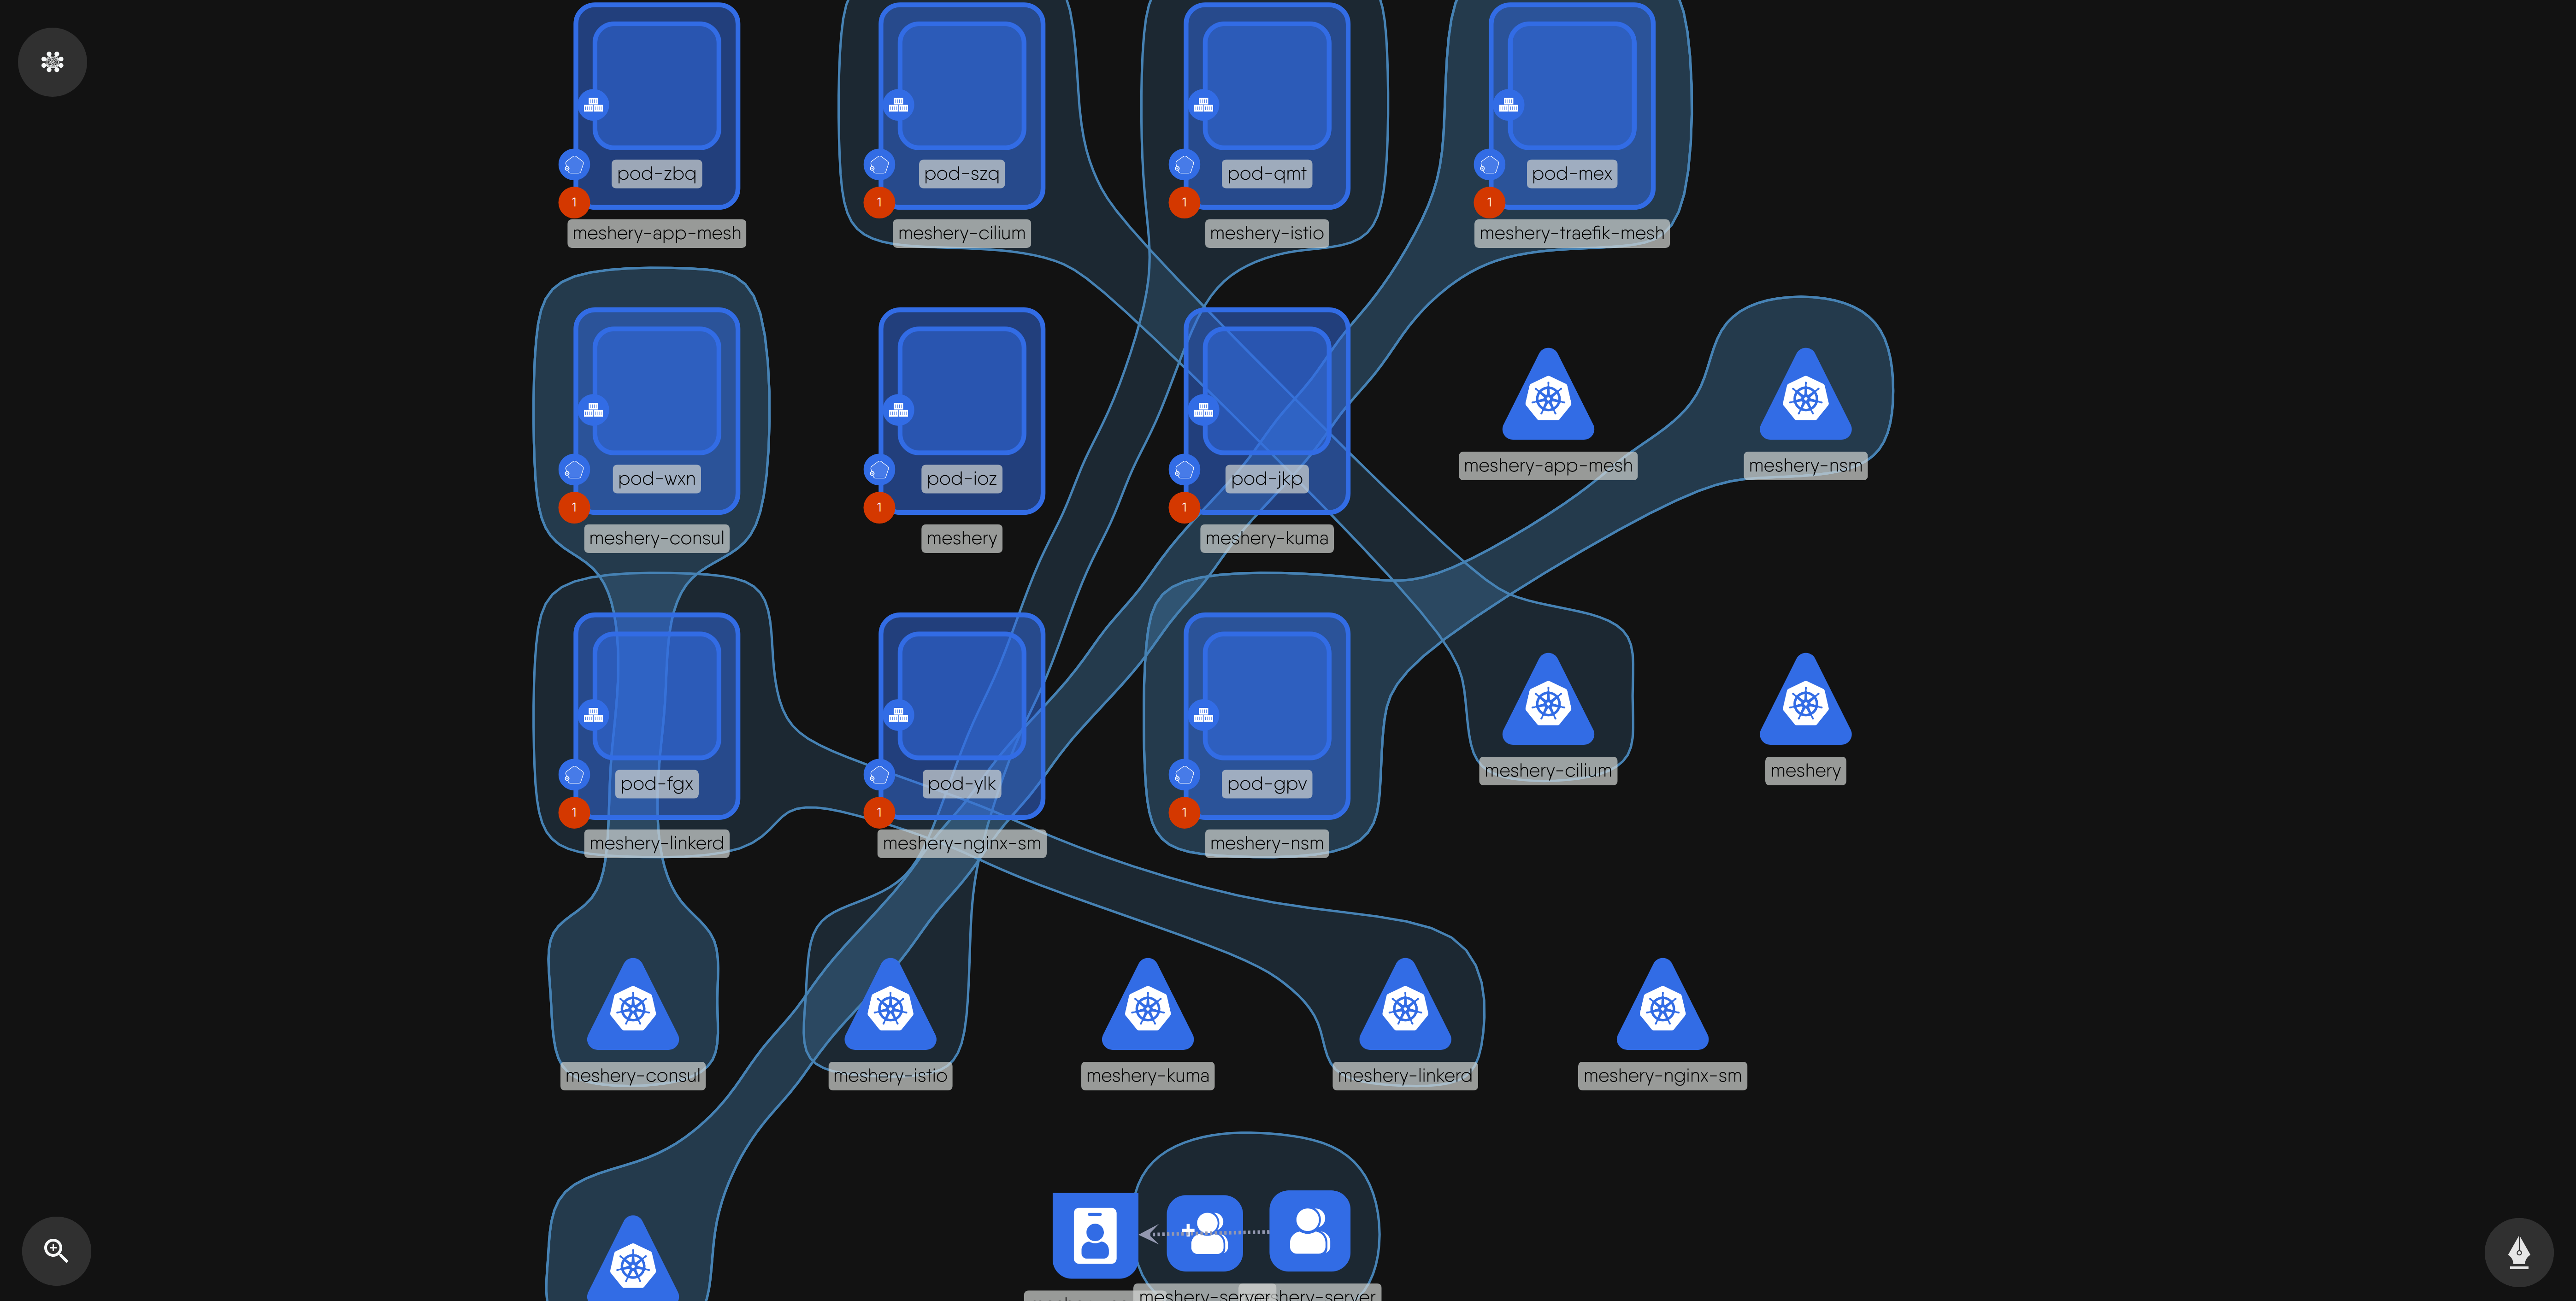 pod-zbq
pod-szq
pod-qmt
pod-mex
1
1
1
1
meshery-app-mesh
meshery-cilium
meshery-istio
meshery-traefik-mesh
pod-wxn
pod-ioz
pod-jkp
meshery-app-mesh
meshery-nsm
1
1
1
meshery-consul
meshery
meshery-kuma
pod-fgx
pod-ylk
pod-gpv
meshery-cilium
meshery
1
1
1
meshery-linkerd
meshery-nginx-sm
meshery-nsm
meshery-consul
meshery-istio
meshery-kuma
meshery-linkerd
meshery-nginx-sm
meshery-server
hery-server